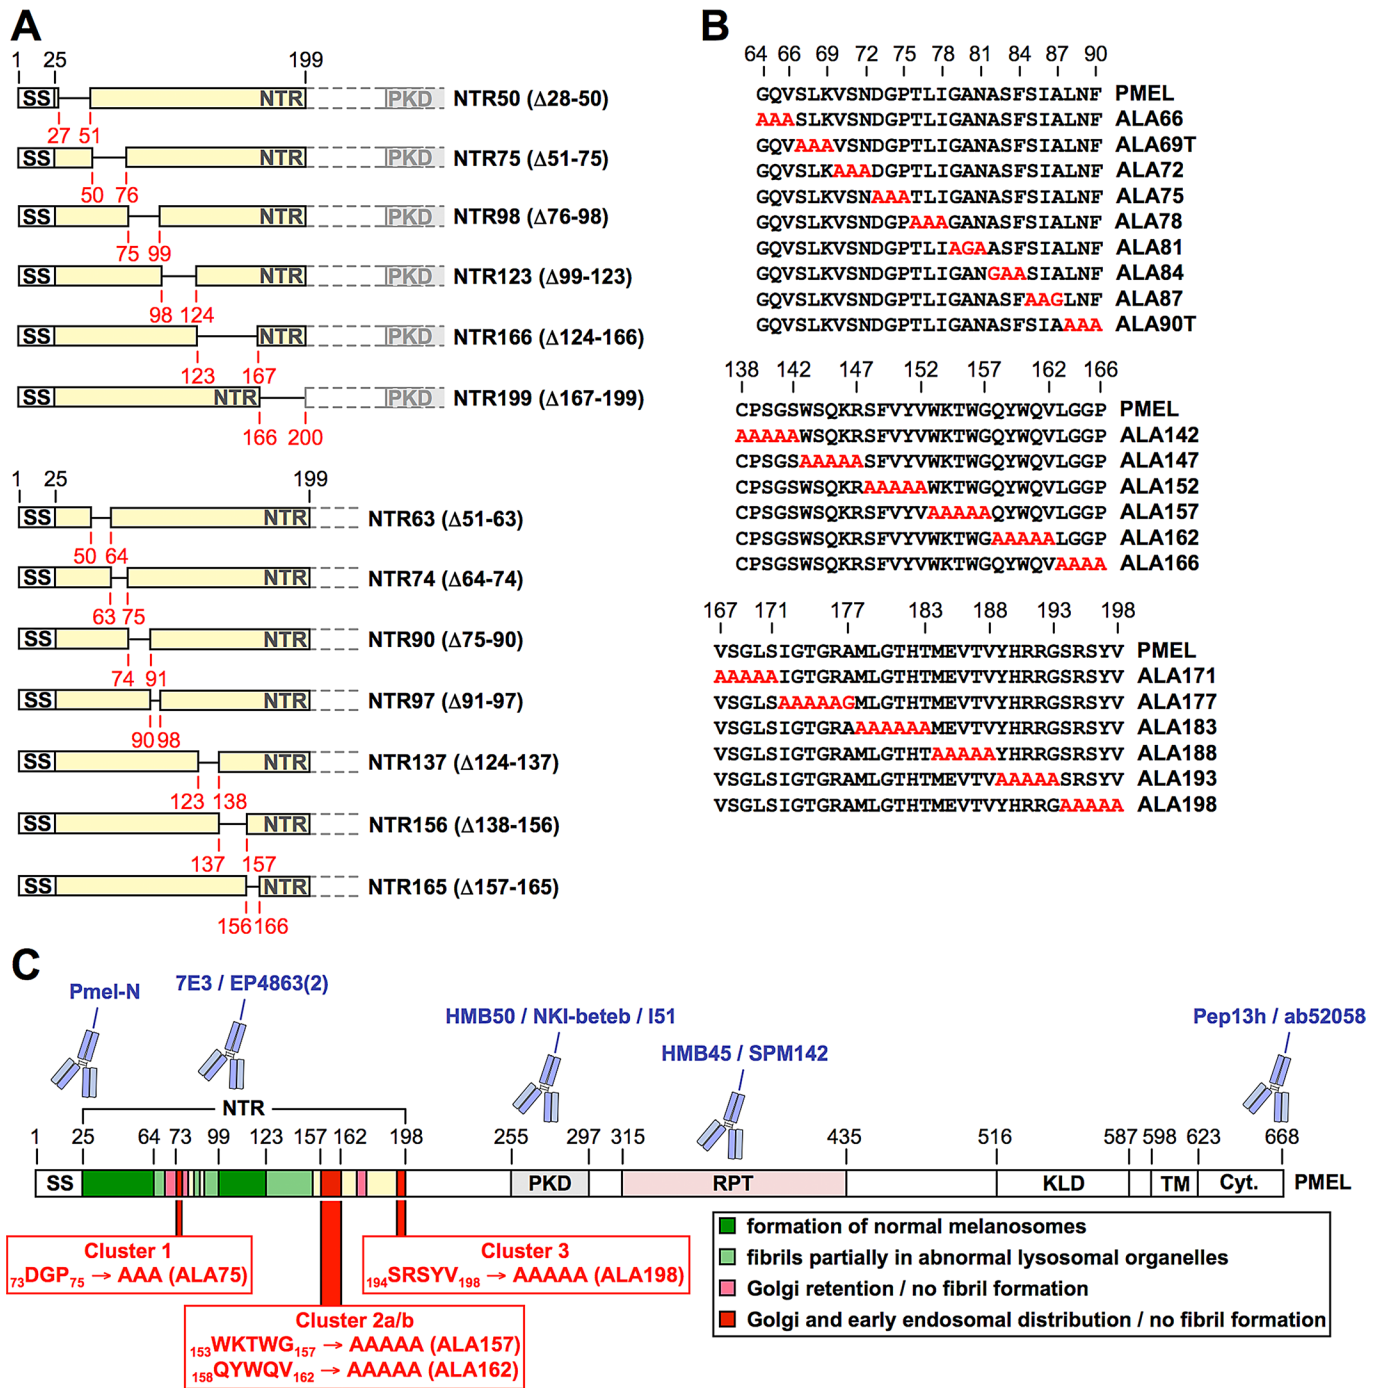 A
1 25 199
SS NTR PKD NTR50 (Δ28-50)
27 51
SS NTR PKD NTR75 (Δ51-75)
50 76
SS NTR PKD NTR98 (Δ76-98)
75 99
SS NTR PKD NTR123 (Δ99-123)
98 124
SS NTR PKD NTR166 (Δ124-166)
123 167
SS NTR PKD NTR199 (Δ167-199)
166 200
1 25 199
SS NTR NTR63 (Δ51-63)
50 64
SS NTR NTR74 (Δ64-74)
63 75
SS NTR NTR90 (Δ75-90)
74 91
SS NTR NTR97 (Δ91-97)
90 98
SS NTR NTR137 (Δ124-137)
123 138
SS NTR NTR156 (Δ138-156)
137 157
SS NTR NTR165 (Δ157-165)
156 166
B
64 66 69 72 75 78 81 84 87 90
GQVSLKVSNDGPTLIGANASFSIALNF PMEL
AAASLKVSNDGPTLIGANASFSIALNF ALA66
GQVAAAVSNDGPTLIGANASFSIALNF ALA69T
GQVSLKAAADGPTLIGANASFSIALNF ALA72
GQVSLKVSNAAATLIGANASFSIALNF ALA75
GQVSLKVSNDGPAAAGANASFSIALNF ALA78
GQVSLKVSNDGPTLIAGAASFSIALNF ALA81
GQVSLKVSNDGPTLIGANGAASIALNF ALA84
GQVSLKVSNDGPTLIGANASFAAGLNF ALA87
GQVSLKVSNDGPTLIGANASFSIAAAA ALA90T
138 142 147 152 157 162 166
CPSGSWSQKRSFVYVWKTWGQYWQVLGGP PMEL
AAAAAWSQKRSFVYVWKTWGQYWQVLGGP ALA142
CPSGSAAAAASFVYVWKTWGQYWQVLGGP ALA147
CPSGSWSQKRAAAAAWKTWGQYWQVLGGP ALA152
CPSGSWSQKRSFVYVAAAAAQYWQVLGGP ALA157
CPSGSWSQKRSFVYVWKTWGAAAAALGGP ALA162
CPSGSWSQKRSFVYVWKTWGQYWQVAAAA ALA166
167 171 177 183 188 193 198
VSGLSIGTGRAMLGTHTMEVTVYHRRGSRSYV PMEL
AAAAAIGTGRAMLGTHTMEVTVYHRRGSRSYV ALA171
VSGLSAAAAAGMLGTHTMEVTVYHRRGSRSYV ALA177
VSGLSIGTGRAAAAAAAMEVTVYHRRGSRSYV ALA183
VSGLSIGTGRAMLGTHTAAAAAYHRRGSRSYV ALA188
VSGLSIGTGRAMLGTHTMEVTVAAAAASRSYV ALA193
VSGLSIGTGRAMLGTHTMEVTVYHRRGAAAAA ALA198
C
Pmel-N
7E3 / EP4863(2)
HMB50 / NKI-beteb / I51
HMB45 / SPM142
Pep13h / ab52058
NTR
1 25 64 73 99 123 157 162 198 255 297 315 435 516 587 598 623 668
SS PKD RPT KLD TM Cyt. PMEL
Cluster 1
73DGP75 → AAA (ALA75)
Cluster 2a/b
153WKTWG157 → AAAAA (ALA157)
158QYWQV162 → AAAAA (ALA162)
Cluster 3
194SRSYV198 → AAAAA (ALA198)
formation of normal melanosomes
fibrils partially in abnormal lysosomal organelles
Golgi retention / no fibril formation
Golgi and early endosomal distribution / no fibril formation